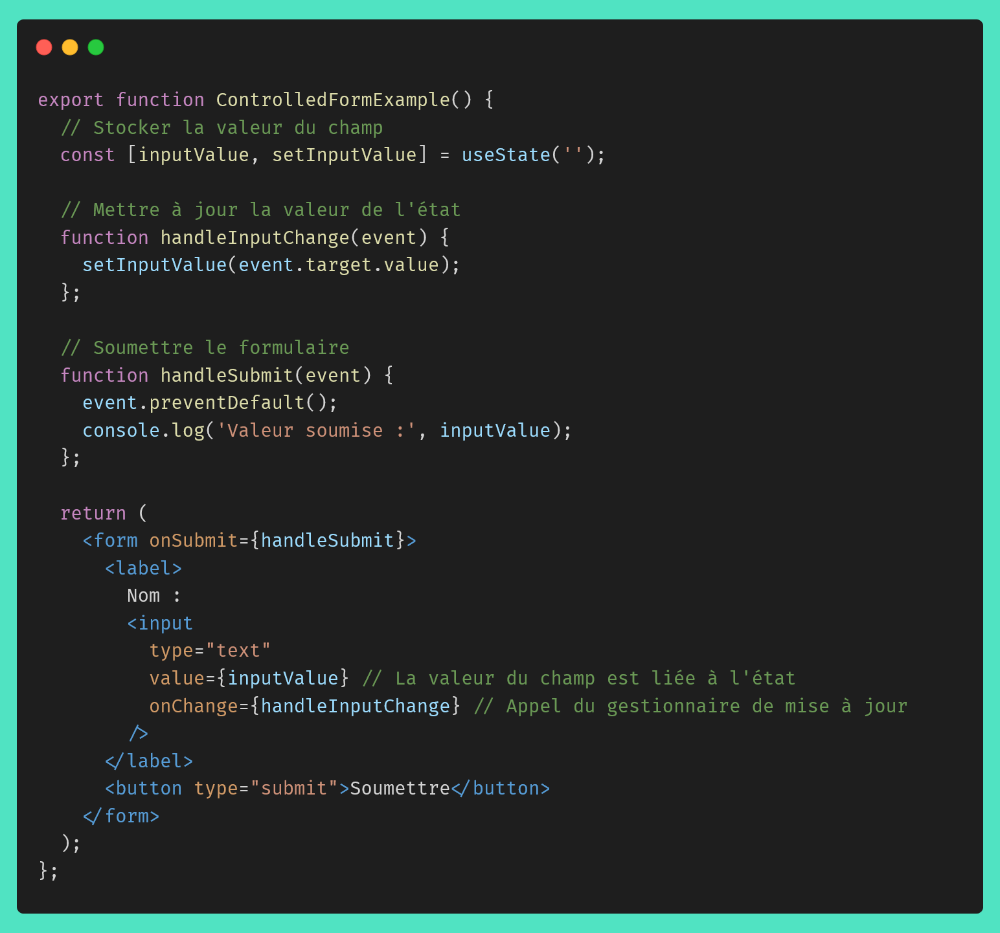 export function ControlledFormExample() {
  // Stocker la valeur du champ
  const [inputValue, setInputValue] = useState('');

  // Mettre à jour la valeur de l'état
  function handleInputChange(event) {
    setInputValue(event.target.value);
  };

  // Soumettre le formulaire
  function handleSubmit(event) {
    event.preventDefault();
    console.log('Valeur soumise :', inputValue);
  };

  return (
    <form onSubmit={handleSubmit}>
      <label>
        Nom :
        <input
          type="text"
          value={inputValue} // La valeur du champ est liée à l'état
          onChange={handleInputChange} // Appel du gestionnaire de mise à jour
        />
      </label>
      <button type="submit">Soumettre</button>
    </form>
  );
};